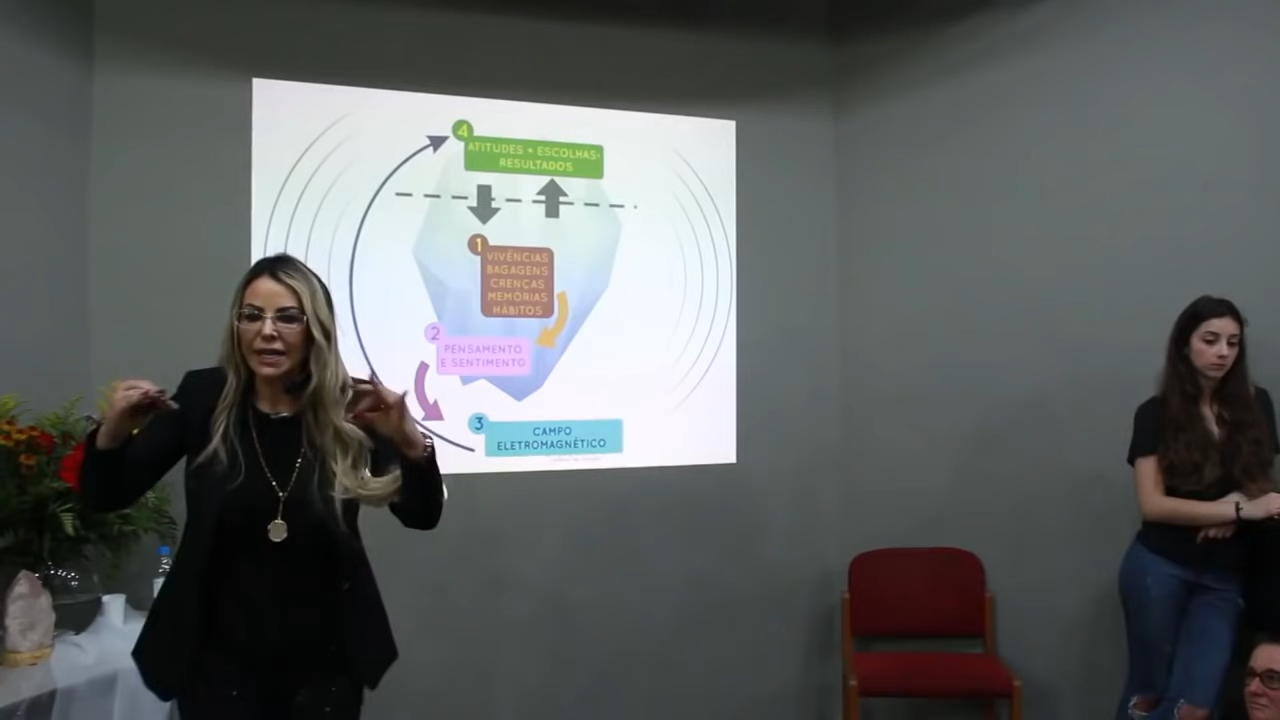 4
ATITUDES + ESCOLHAS=
RESULTADOS
1
VIVÊNCIAS
BAGAGENS
CRENÇAS
MEMÓRIAS
HÁBITOS
2
PENSAMENTO
E SENTIMENTO
3
CAMPO
ELETROMAGNÉTICO